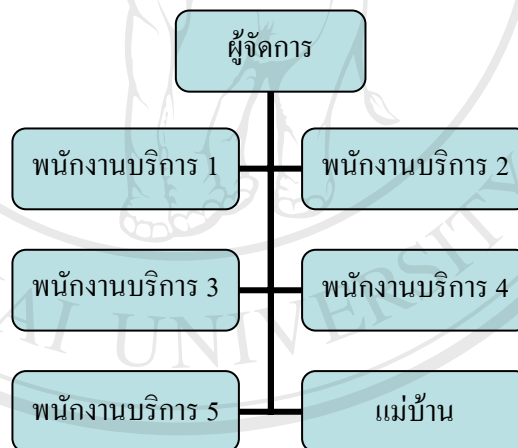 ผู้จัดการ
พนักงานบริการ 1
พนักงานบริการ 2
พนักงานบริการ 3
พนักงานบริการ 4
พนักงานบริการ 5
แม่บ้าน
AI UNIVERSITY